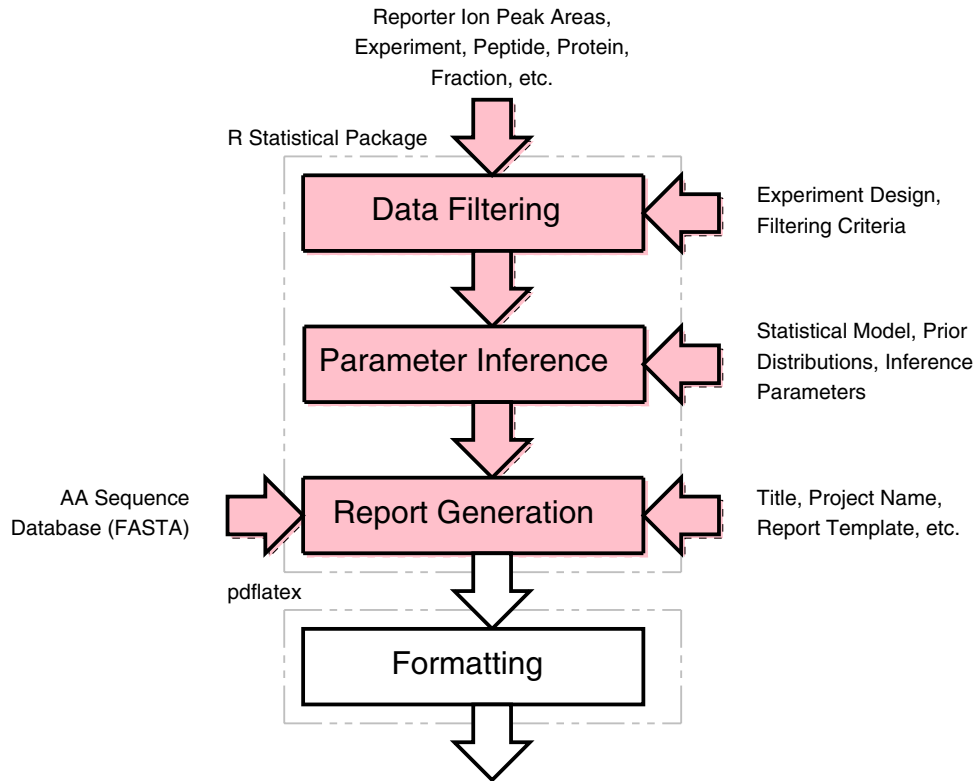 Reporter Ion Peak Areas,
Experiment, Peptide, Protein,
Fraction, etc.
R Statistical Package
Data Filtering
Experiment Design,
Filtering Criteria
Parameter Inference
Statistical Model, Prior
Distributions, Inference
Parameters
AA Sequence
Database (FASTA)
Report Generation
Title, Project Name,
Report Template, etc.
pdflatex
Formatting